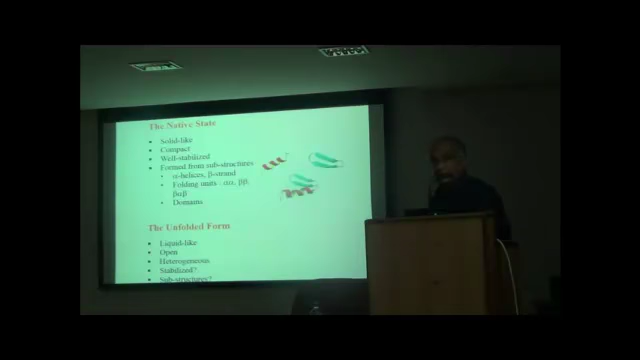 The Native State
• Solid-like
• Compact
• Well-stabilized
• Formed from sub-structures
• α-helices, β-strand
• Folding units : αα, ββ,
βαβ
• Domains
The Unfolded Form
• Liquid-like
• Open
• Heterogeneous
• Stabilized?
• Sub-structures?